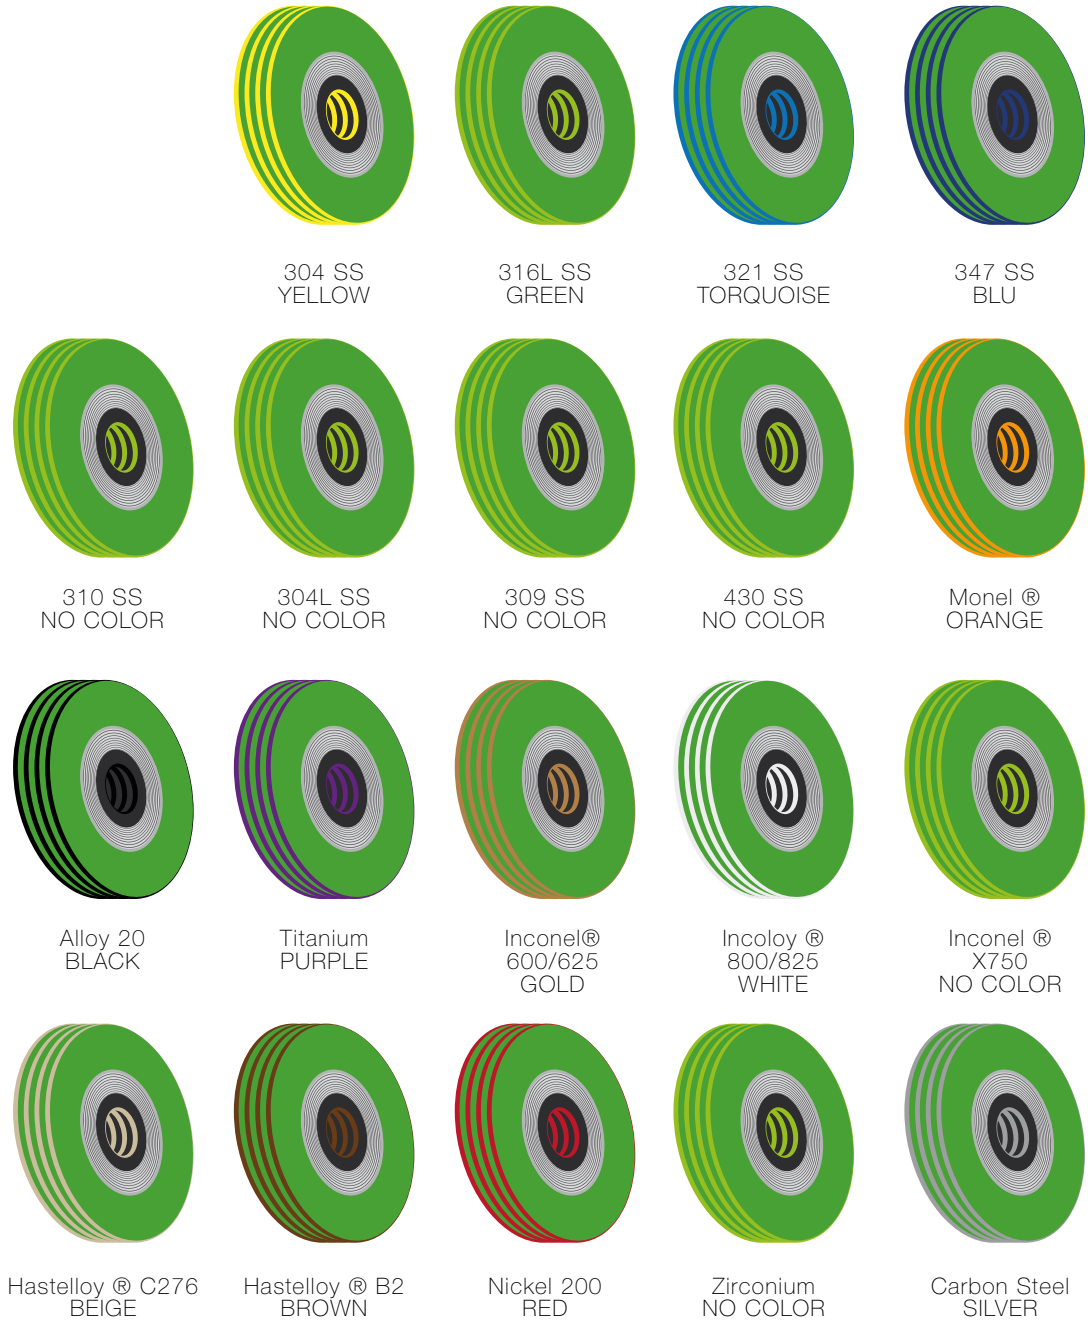 304 SS
YELLOW
316L SS
GREEN
321 SS
TORQUOISE
347 SS
BLU
310 SS
NO COLOR
304L SS
NO COLOR
309 SS
NO COLOR
430 SS
NO COLOR
Monel ®
ORANGE
Alloy 20
BLACK
Titanium
PURPLE
Inconel®
600/625
GOLD
Incoloy ®
800/825
WHITE
Inconel ®
X750
NO COLOR
Hastelloy ® C276
BEIGE
Hastelloy ® B2
BROWN
Nickel 200
RED
Zirconium
NO COLOR
Carbon Steel
SILVER